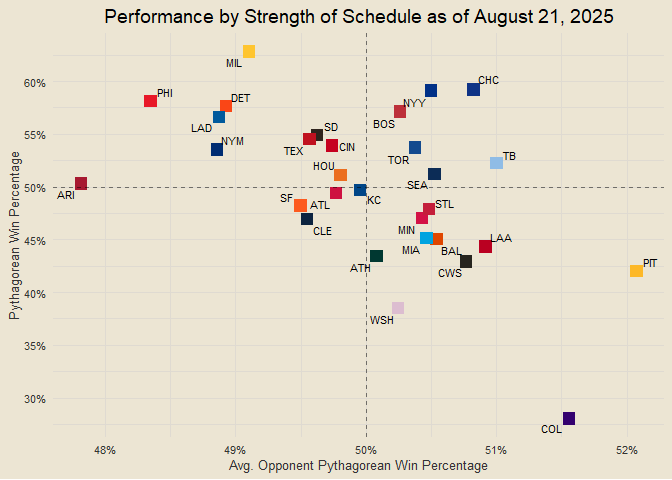 Performance by Strength of Schedule as of August 21, 2025
Pythagorean Win Percentage
60%
55%
50%
45%
40%
35%
30%
MIL
PHI
DET
LAD
NYM
CHC
NYY
BOS
SD
TEX
CIN
TOR
TB
HOU
SEA
ARI
SF
ATL
KC
CLE
STL
MIN
MIA
BAL
LAA
ATH
CWS
PIT
WSH
COL
48%
49%
50%
51%
52%
Avg. Opponent Pythagorean Win Percentage